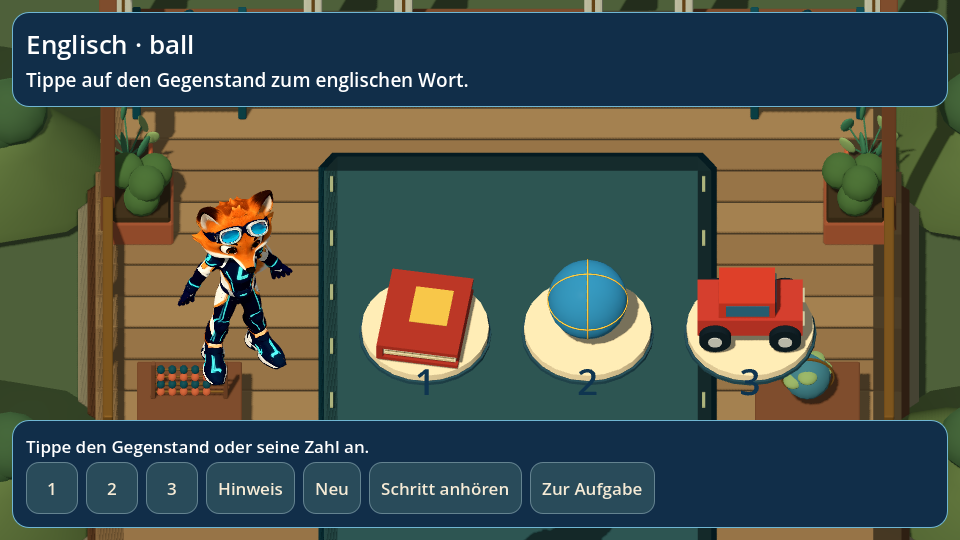 Englisch · ball
Tippe auf den Gegenstand zum englischen Wort.
1 2 3
Tippe den Gegenstand oder seine Zahl an.
1 2 3 Hinweis Neu Schritt anhören Zur Aufgabe